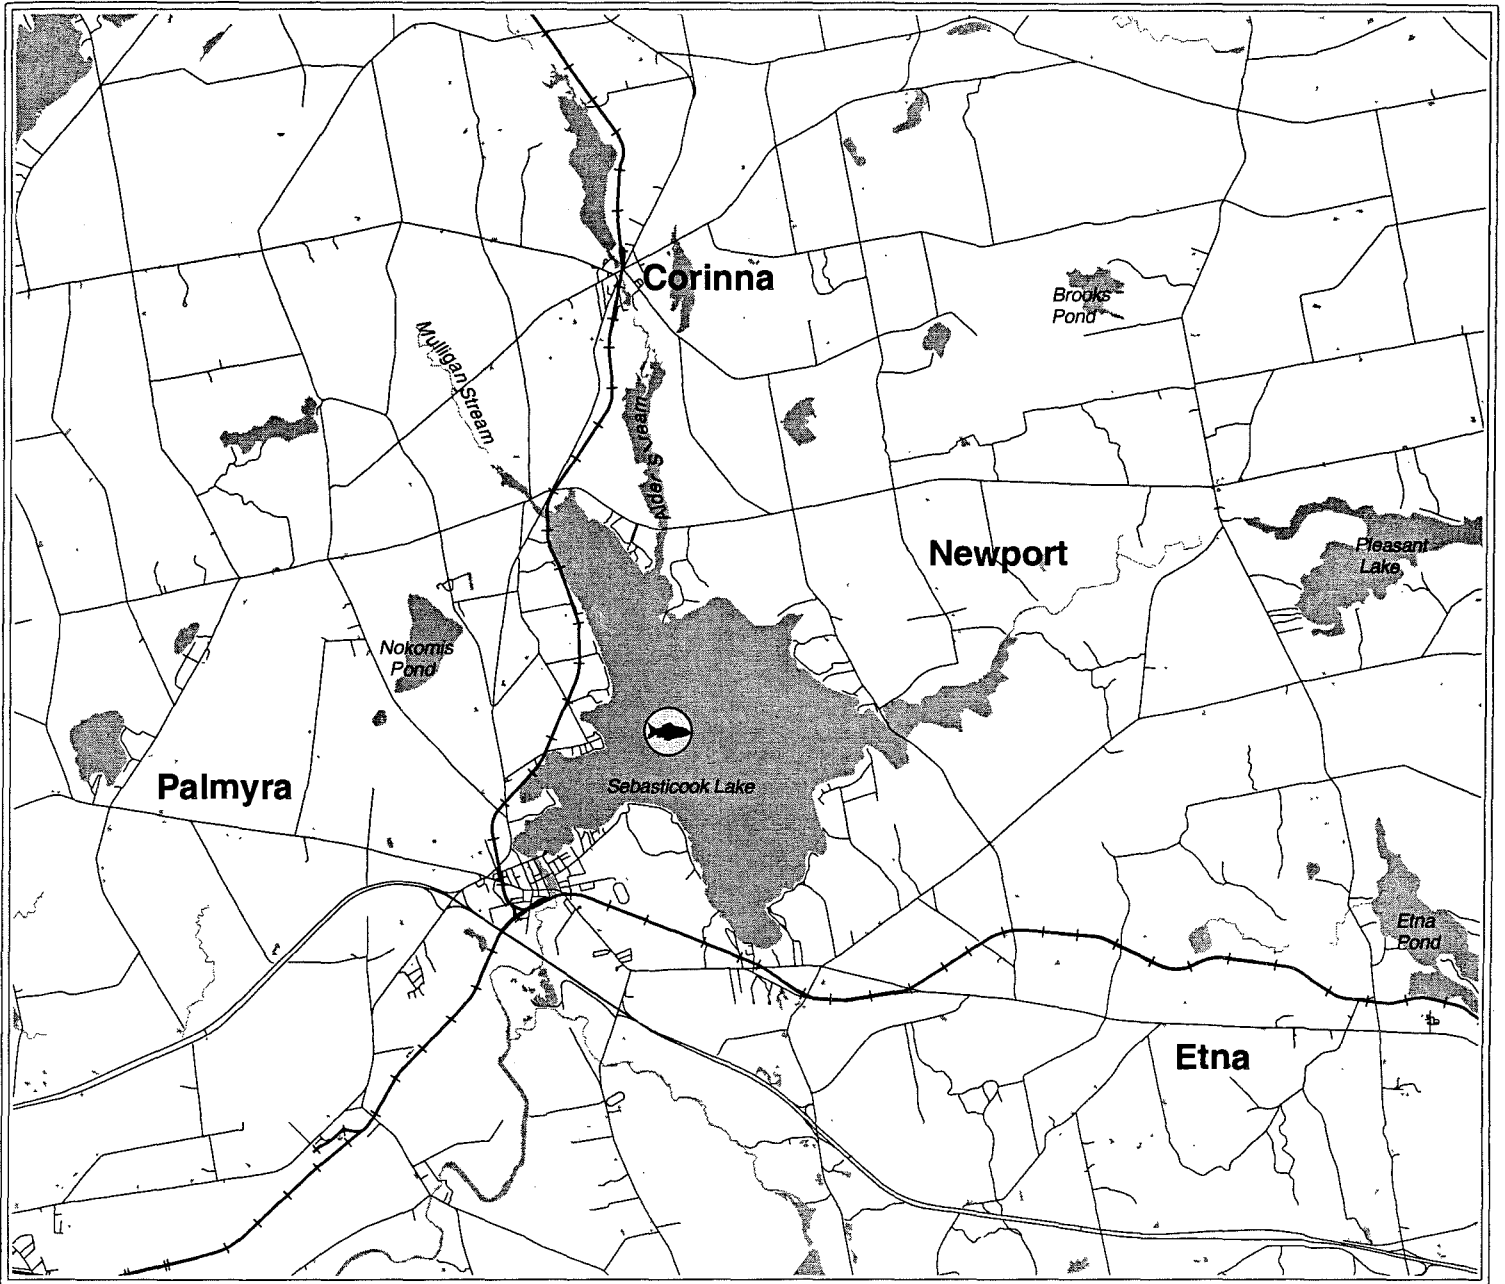 Corinna
Brooks
Pond
Mulligan Stream
Alder Stream
Newport
Pleasant
Lake
Nokomis
Pond
Palmyra
Sebasticook Lake
Etna
Pond
Etna